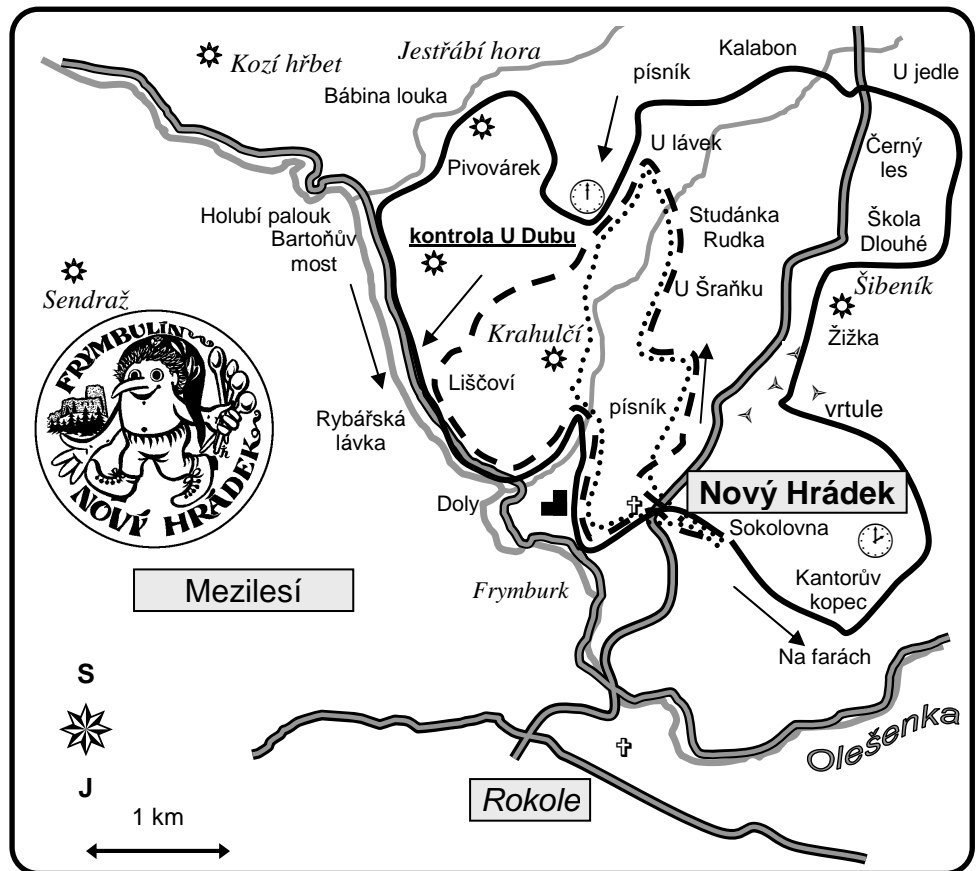 Jestřábí hora
Kozí hřbet
Kalabon
U jedle
písník
Bábina louka
Pivovárek
U lávek
Černý
les
Holubí palouk
Bartoňův
most
kontrola U Dubu
Studánka
Rudka
Škola
Dlouhé
Sendraž
U Šraňku
Šibeník
Žižka
Krahulčí
Liščoví
písník
vrtule
Rybářská
lávka
FRYMBULÍN
NOVÝ HRÁDEK
Doly
Nový Hrádek
Sokolovna
Mezilesí
Frymburk
Kantorův
kopec
Na farách
S
J
Olešenka
Rokole
1 km